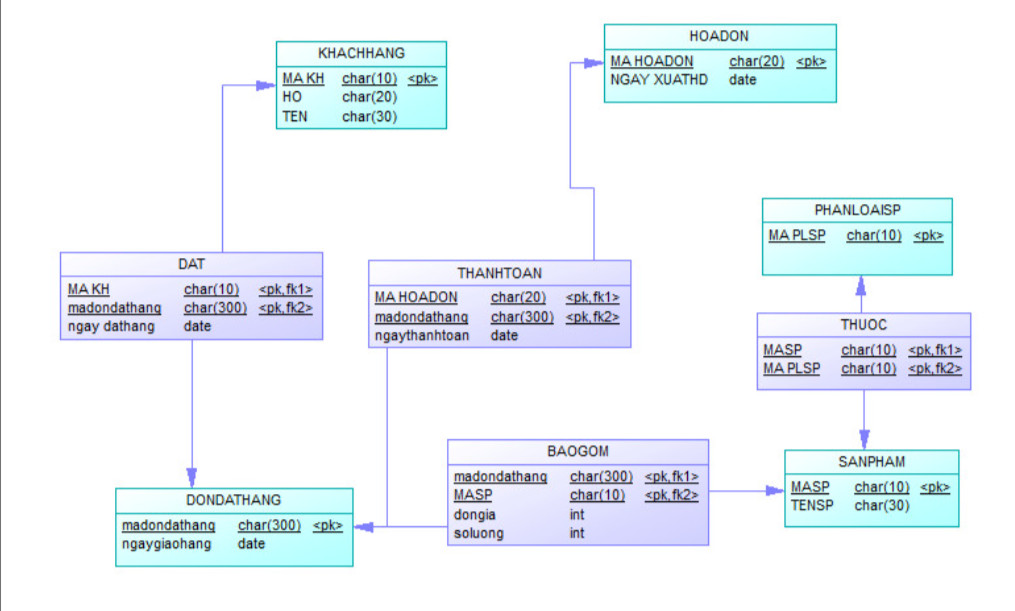 KHACHHANG
MA KH char(10) <pk>
HO char(20)
TEN char(30)
HOADON
MA HOADON char(20) <pk>
NGAY XUATHD date
PHANLOAISP
MA PLSP char(10) <pk>
DAT
MA KH char(10) <pk,fk1>
madondathang char(300) <pk,fk2>
ngay dathang date
THANHTOAN
MA HOADON char(20) <pk,fk1>
madondathang char(300) <pk,fk2>
ngaythanhtoan date
THUOC
MASP char(10) <pk,fk1>
MA PLSP char(10) <pk,fk2>
BAOGOM
madondathang char(300) <pk,fk1>
MASP char(10) <pk,fk2>
dongia int
soluong int
SANPHAM
MASP char(10) <pk>
TENSP char(30)
DONDATHANG
madondathang char(300) <pk>
ngaygiaohang date